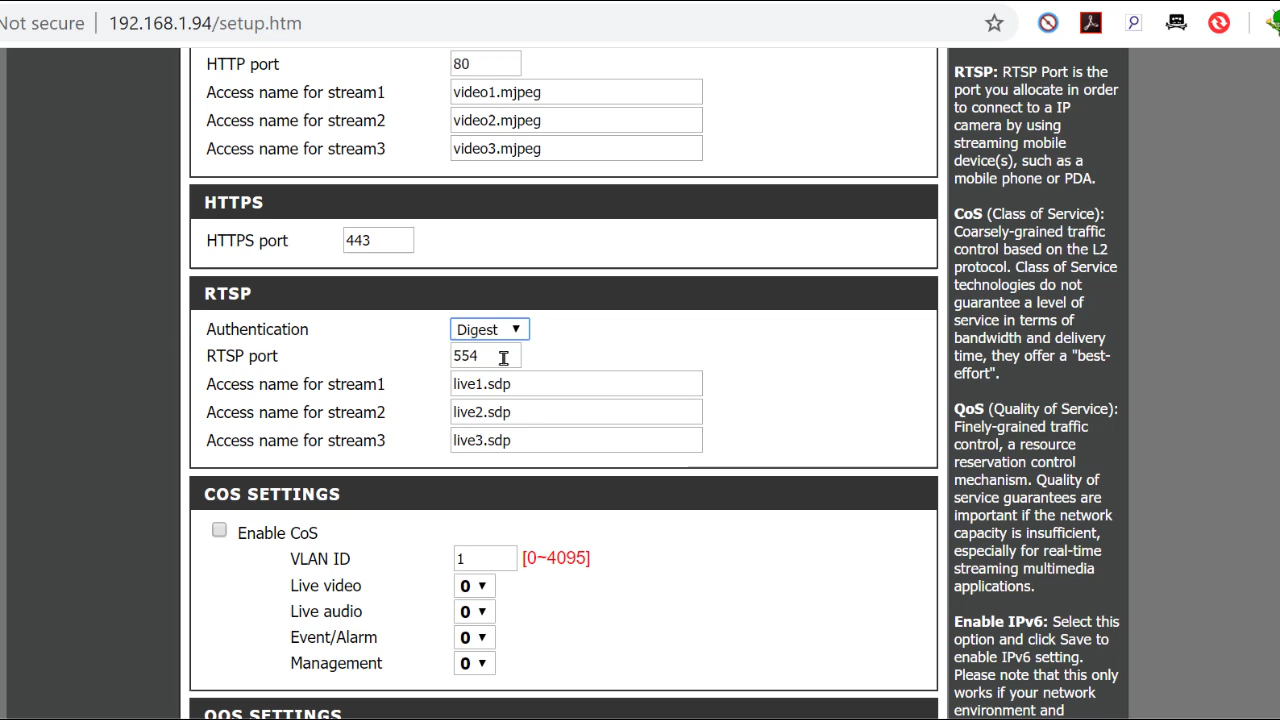 Not secure 192.168.1.94/setup.htm
HTTP port 80
Access name for stream1 video1.mjpeg
Access name for stream2 video2.mjpeg
Access name for stream3 video3.mjpeg
HTTPS
HTTPS port 443
RTSP
Authentication Digest
RTSP port 554
Access name for stream1 live1.sdp
Access name for stream2 live2.sdp
Access name for stream3 live3.sdp
COS SETTINGS
Enable CoS
VLAN ID 1 [0~4095]
Live video 0
Live audio 0
Event/Alarm 0
Management 0
QOS SETTINGS
RTSP: RTSP Port is the
port you allocate in order
to connect to a IP
camera by using
streaming mobile
device(s), such as a
mobile phone or PDA.
CoS (Class of Service):
Coarsely-grained traffic
control based on the L2
protocol. Class of Service
technologies do not
guarantee a level of
service in terms of
bandwidth and delivery
time, they offer a "best-
effort".
QoS (Quality of Service):
Finely-grained traffic
control, a resource
reservation control
mechanism. Quality of
service guarantees are
important if the network
capacity is insufficient,
especially for real-time
streaming multimedia
applications.
Enable IPv6: Select this
option and click Save to
enable IPv6 setting.
Please note that this only
works if your network
environment and